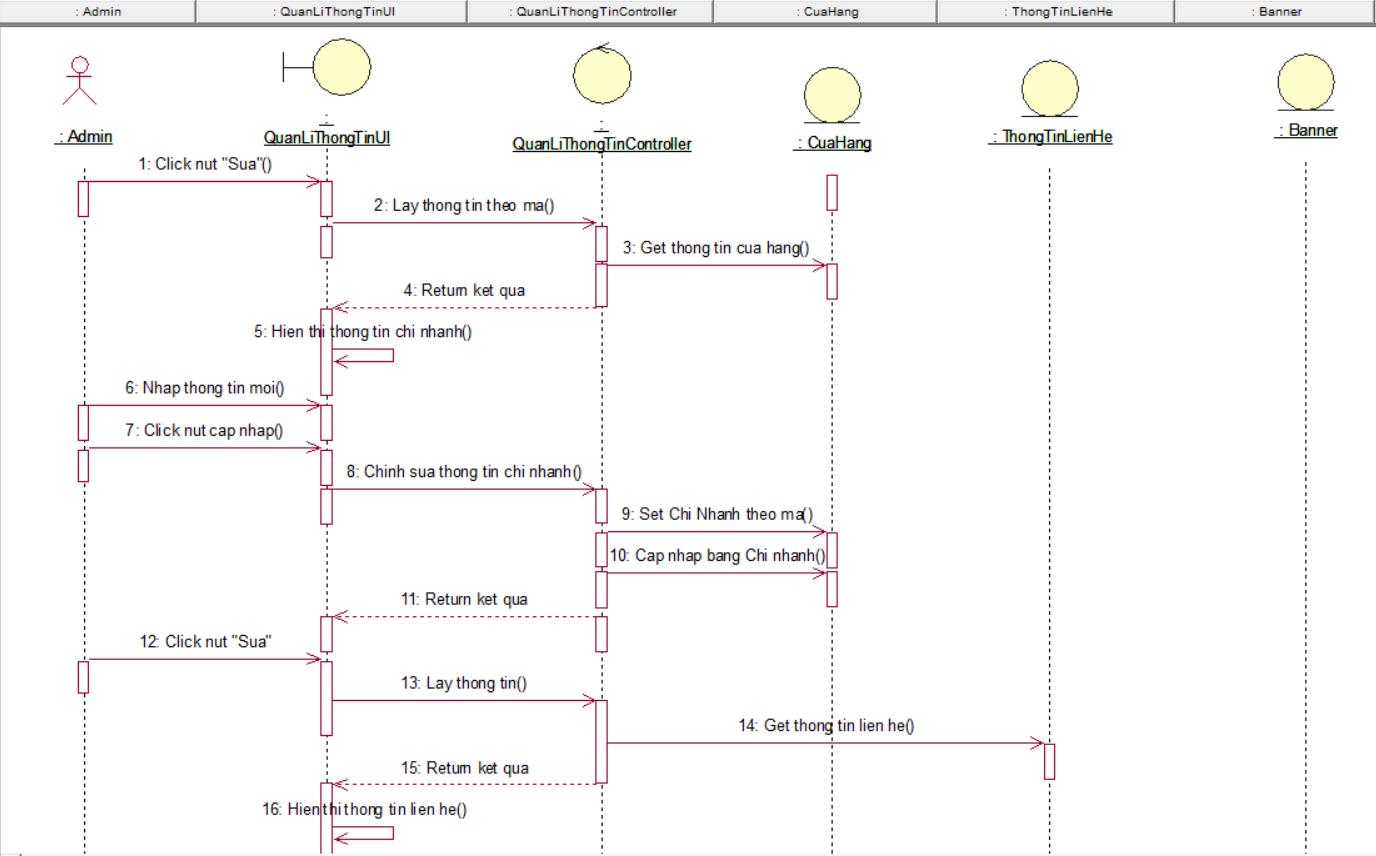 : Admin
: QuanLiThongTinUI
: QuanLiThongTinController
: CuaHang
: ThongTinLienHe
: Banner
: Admin
:
QuanLiThongTinUI
:
QuanLiThongTinController
: CuaHang
: ThongTinLienHe
: Banner
1: Click nut "Sua"()
2: Lay thong tin theo ma()
3: Get thong tin cua hang()
4: Return ket qua
5: Hien thi thong tin chi nhanh()
6: Nhap thong tin moi()
7: Click nut cap nhap()
8: Chinh sua thong tin chi nhanh()
9: Set Chi Nhanh theo ma()
10: Cap nhap bang Chi nhanh()
11: Return ket qua
12: Click nut "Sua"
13: Lay thong tin()
14: Get thong tin lien he()
15: Return ket qua
16: Hien thi thong tin lien he()